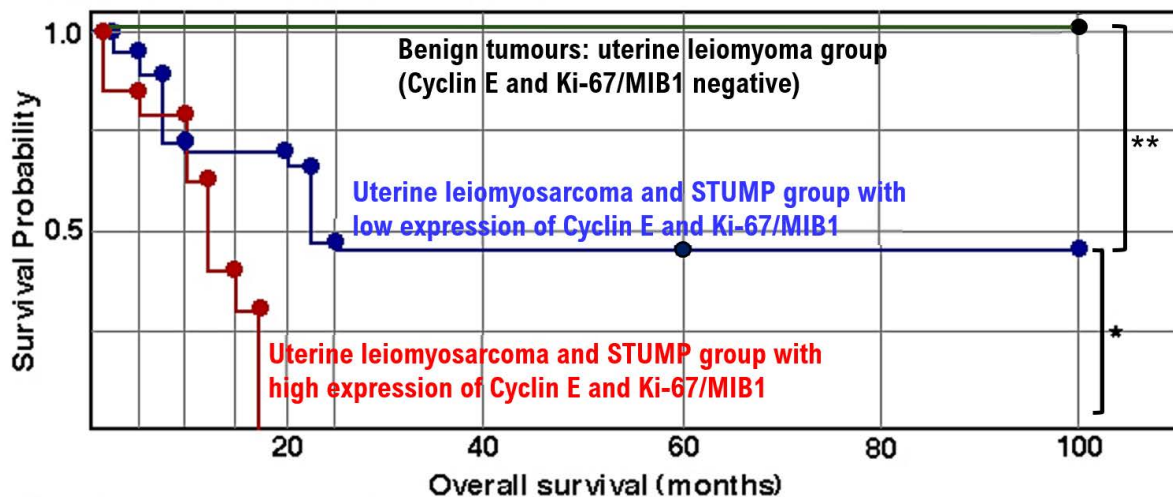 1.0
Benign tumours: uterine leiomyoma group
(Cyclin E and Ki-67/MIB1 negative)
**
Uterine leiomyosarcoma and STUMP group with
low expression of Cyclin E and Ki-67/MIB1
0.5
Survival Probability
*
Uterine leiomyosarcoma and STUMP group with
high expression of Cyclin E and Ki-67/MIB1
20 40 60 80 100
Overall survival (months)